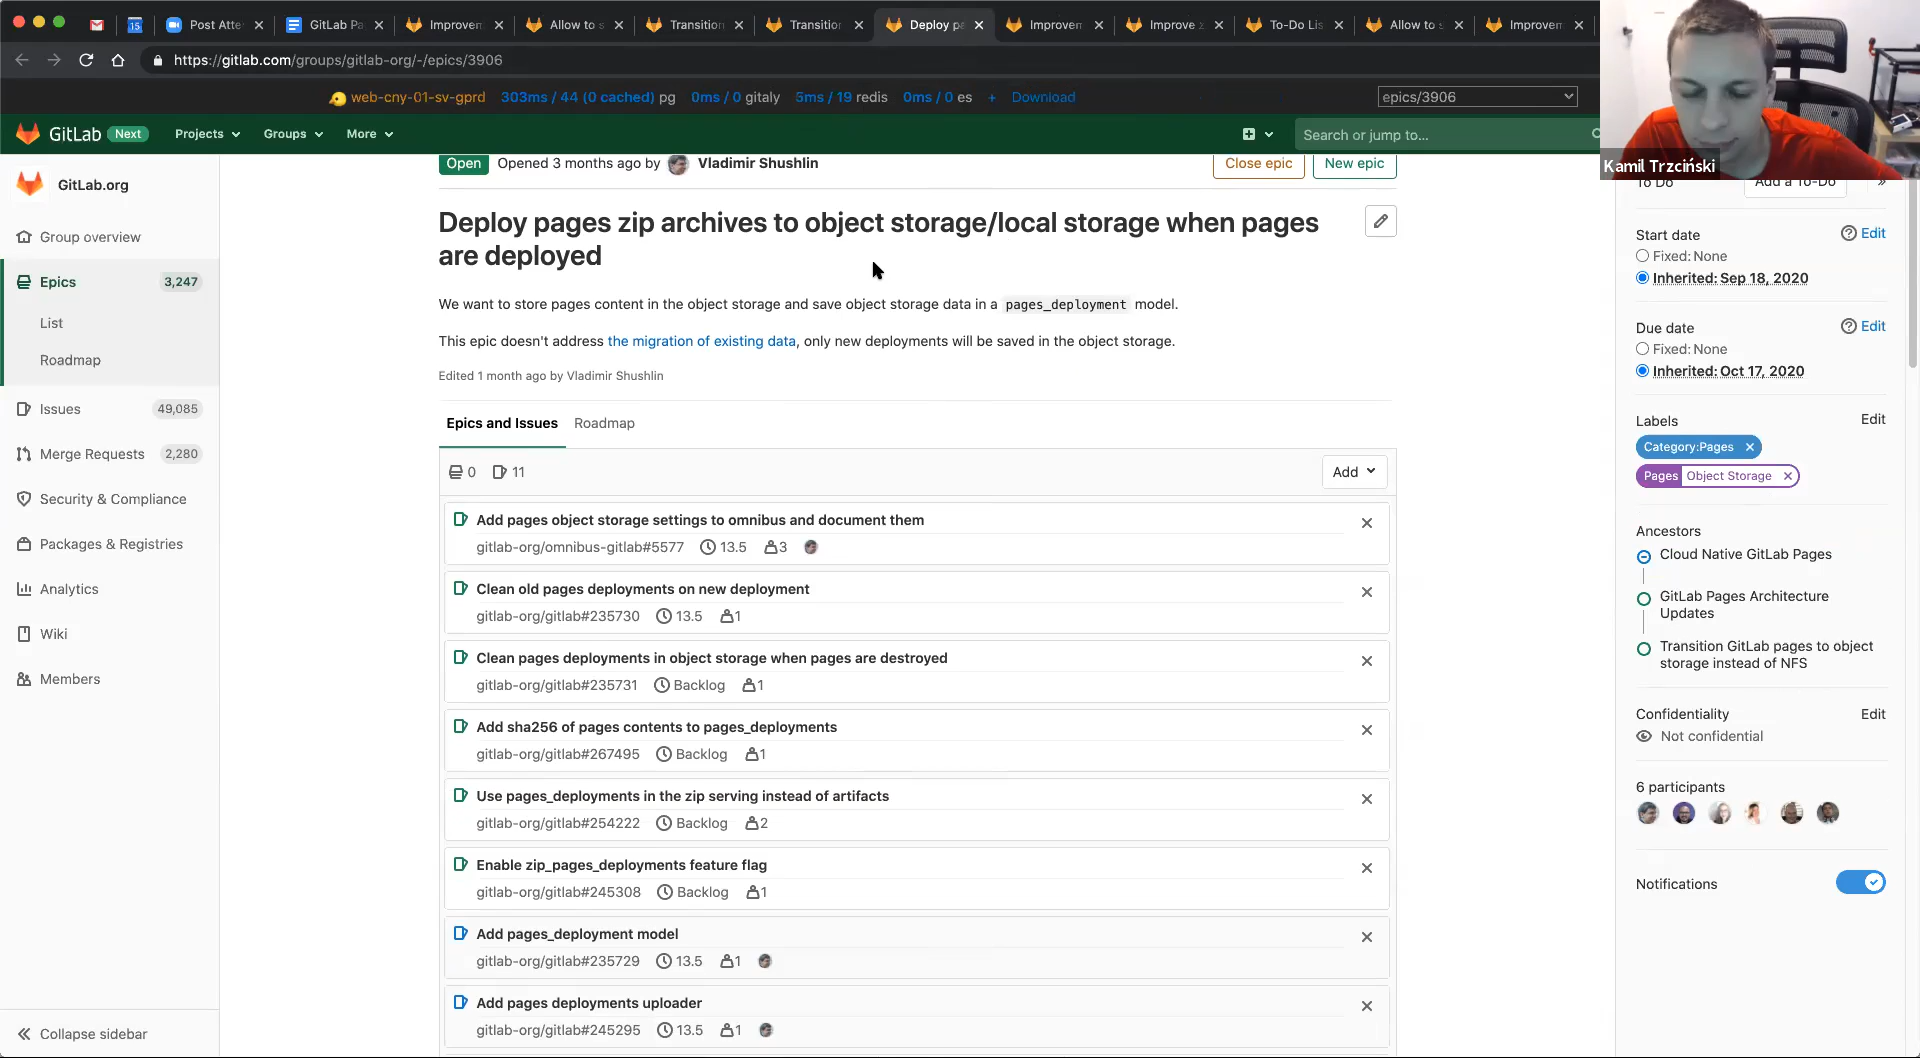 Post Atte
GitLab Pa
Improvem
Allow to s
Transition
Transition
Deploy pa
Improvem
Improve z
To-Do Lis
Allow to s
Improvem
https://gitlab.com/groups/gitlab-org/-/epics/3906
web-cny-01-sv-gprd 303ms / 44 (0 cached) pg 0ms / 0 gitaly 5ms / 19 redis 0ms / 0 es + Download epics/3906
GitLab Next Projects Groups More Search or jump to...
Kamil Trzciński
GitLab.org
Group overview
Epics 3,247
List
Roadmap
Issues 49,085
Merge Requests 2,280
Security & Compliance
Packages & Registries
Analytics
Wiki
Members
Collapse sidebar
Open Opened 3 months ago by Vladimir Shushlin Close epic New epic
Deploy pages zip archives to object storage/local storage when pages
are deployed
We want to store pages content in the object storage and save object storage data in a pages_deployment model.
This epic doesn't address the migration of existing data, only new deployments will be saved in the object storage.
Edited 1 month ago by Vladimir Shushlin
Epics and Issues Roadmap
0 11 Add
Add pages object storage settings to omnibus and document them
gitlab-org/omnibus-gitlab#5577 13.5 3
Clean old pages deployments on new deployment
gitlab-org/gitlab#235730 13.5 1
Clean pages deployments in object storage when pages are destroyed
gitlab-org/gitlab#235731 Backlog 1
Add sha256 of pages contents to pages_deployments
gitlab-org/gitlab#267495 Backlog 1
Use pages_deployments in the zip serving instead of artifacts
gitlab-org/gitlab#254222 Backlog 2
Enable zip_pages_deployments feature flag
gitlab-org/gitlab#245308 Backlog 1
Add pages_deployment model
gitlab-org/gitlab#235729 13.5 1
Add pages deployments uploader
gitlab-org/gitlab#245295 13.5 1
To Do Add a To-Do
Start date Edit
Fixed: None
Inherited: Sep 18, 2020
Due date Edit
Fixed: None
Inherited: Oct 17, 2020
Labels Edit
Category:Pages
Pages Object Storage
Ancestors
Cloud Native GitLab Pages
GitLab Pages Architecture
Updates
Transition GitLab pages to object
storage instead of NFS
Confidentiality Edit
Not confidential
6 participants
Notifications